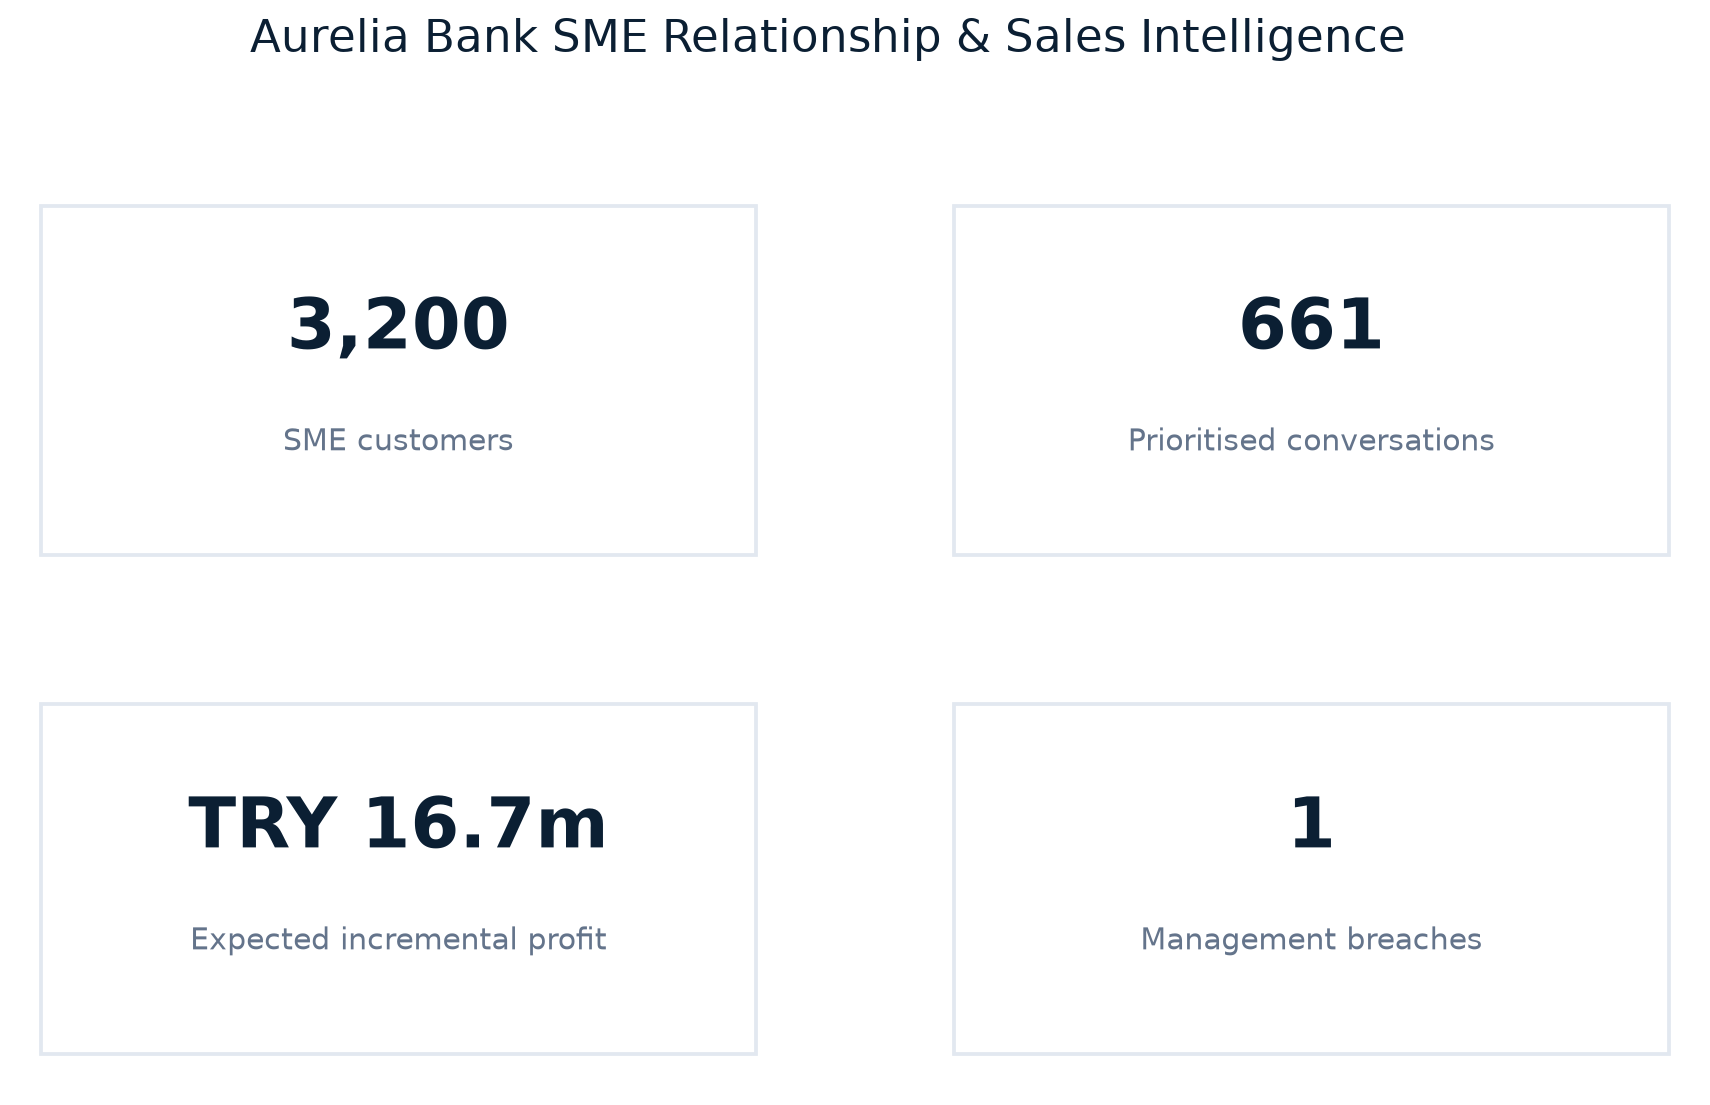 Aurelia Bank SME Relationship & Sales Intelligence
3,200
SME customers
661
Prioritised conversations
TRY 16.7m
Expected incremental profit
1
Management breaches